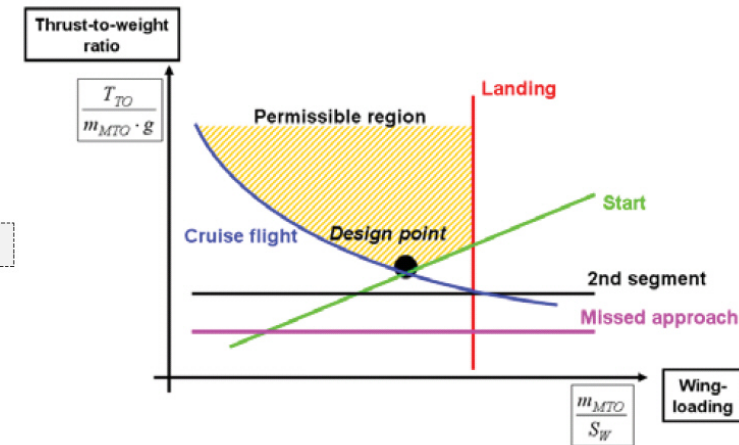 Thrust-to-weight
ratio
T_TO
m_MTO · g
Permissible region
Landing
Start
Cruise flight
Design point
2nd segment
Missed approach
m_MTO
S_W
Wing-
loading